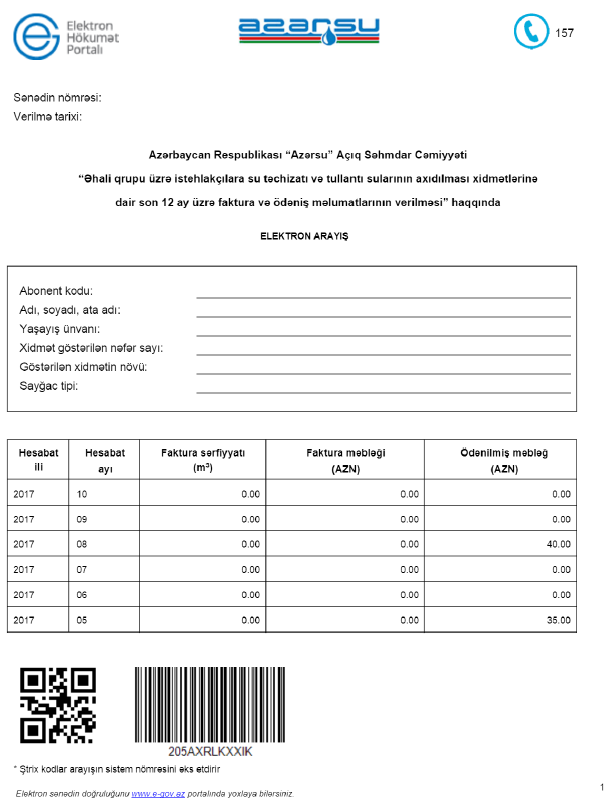 Elektron
Hökumət
Portalı
azərsu
157
Sənədin nömrəsi:
Verilmə tarixi:
Azərbaycan Respublikası “Azərsu” Açıq Səhmdar Cəmiyyəti
“Əhali qrupu üzrə istehlakçılara su təchizatı və tullantı sularının axıdılması xidmətlərinə
dair son 12 ay üzrə faktura və ödəniş məlumatlarının verilməsi” haqqında
ELEKTRON ARAYIŞ
Abonent kodu:
Adı, soyadı, ata adı:
Yaşayış ünvanı:
Xidmət göstərilən nəfər sayı:
Göstərilən xidmətin növü:
Sayğac tipi:
Hesabat ili Hesabat ayı Faktura sərfiyyatı (m³) Faktura məbləği (AZN) Ödənilmiş məbləğ (AZN)
2017 10 0.00 0.00 0.00
2017 09 0.00 0.00 0.00
2017 08 0.00 0.00 40.00
2017 07 0.00 0.00 0.00
2017 06 0.00 0.00 0.00
2017 05 0.00 0.00 35.00
205AXRLKXXIK
* Ştrix kodlar arayışın sistem nömrəsini əks etdirir
1
Elektron sənədin doğruluğunu www.e-gov.az portalında yoxlaya bilərsiniz.